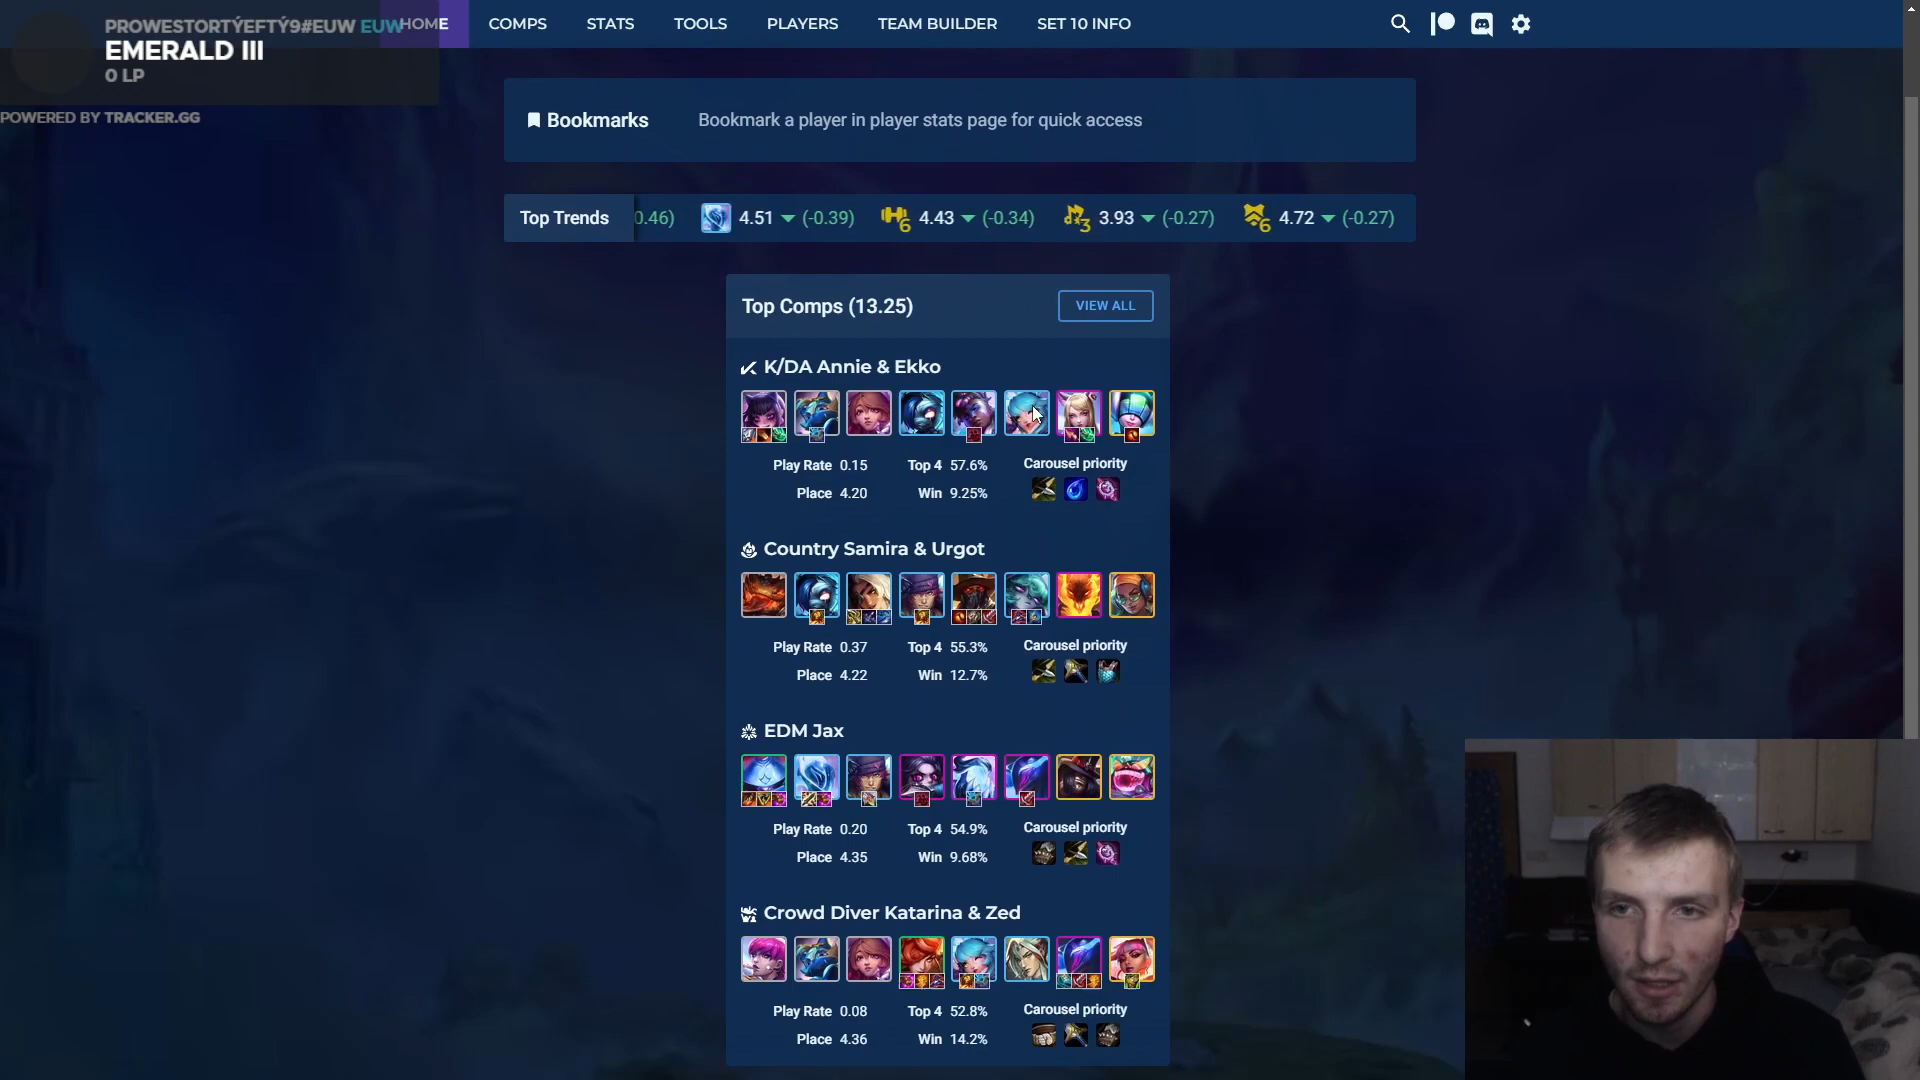 PROWESTORTÝEFTÝ9#EUW EUW
EMERALD III
0 LP
POWERED BY TRACKER.GG
HOME COMPS STATS TOOLS PLAYERS TEAM BUILDER SET 10 INFO
Bookmarks Bookmark a player in player stats page for quick access
Top Trends 0.46) 4.51 (-0.39) 6 4.43 (-0.34) 3 3.93 (-0.27) 6 4.72 (-0.27)
Top Comps (13.25) VIEW ALL
K/DA Annie & Ekko
Play Rate 0.15 Top 4 57.6% Carousel priority
Place 4.20 Win 9.25%
Country Samira & Urgot
Play Rate 0.37 Top 4 55.3% Carousel priority
Place 4.22 Win 12.7%
EDM Jax
Play Rate 0.20 Top 4 54.9% Carousel priority
Place 4.35 Win 9.68%
Crowd Diver Katarina & Zed
Play Rate 0.08 Top 4 52.8% Carousel priority
Place 4.36 Win 14.2%